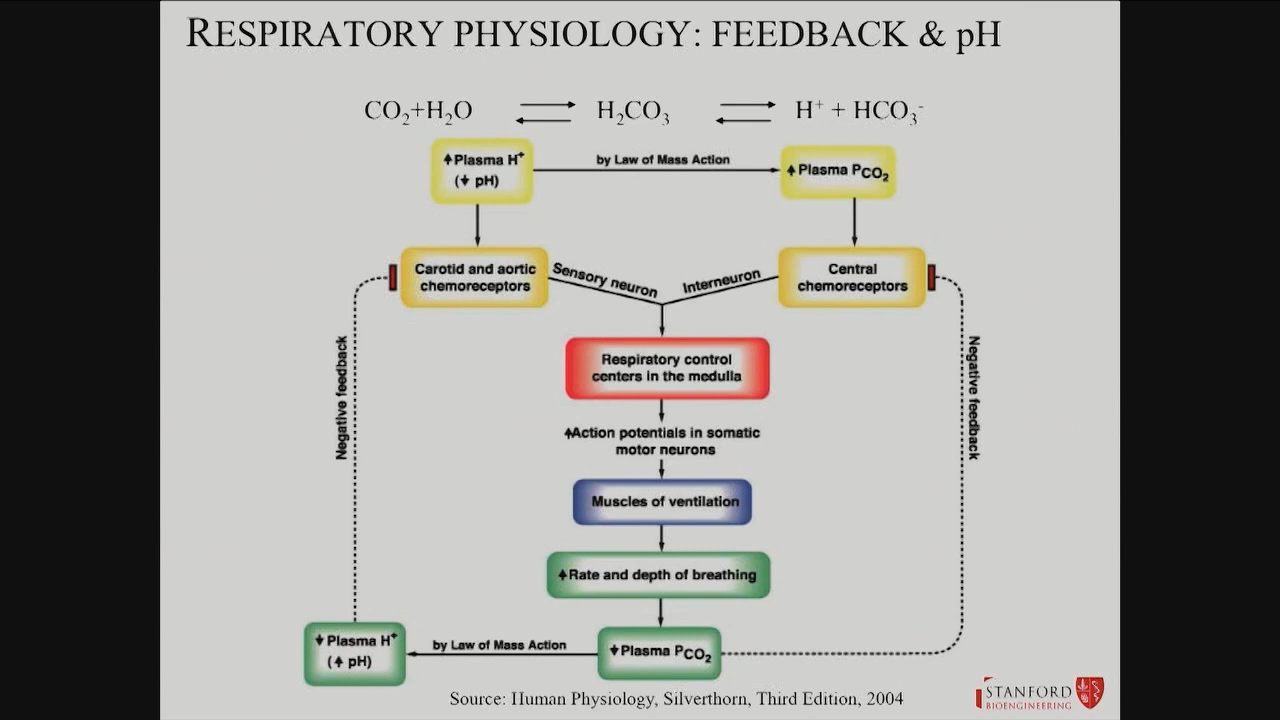 RESPIRATORY PHYSIOLOGY: FEEDBACK & pH
CO₂+H₂O ⇌ H₂CO₃ ⇌ H⁺ + HCO₃⁻
↑Plasma H⁺
(↓ pH)
by Law of Mass Action
↑ Plasma PCO₂
Carotid and aortic
chemoreceptors
Sensory neuron
Interneuron
Central
chemoreceptors
Negative feedback
Respiratory control
centers in the medulla
Negative feedback
↑Action potentials in somatic
motor neurons
Muscles of ventilation
↑Rate and depth of breathing
↓ Plasma H⁺
(↑ pH)
by Law of Mass Action
↓Plasma PCO₂
Source: Human Physiology, Silverthorn, Third Edition, 2004
STANFORD
BIOENGINEERING